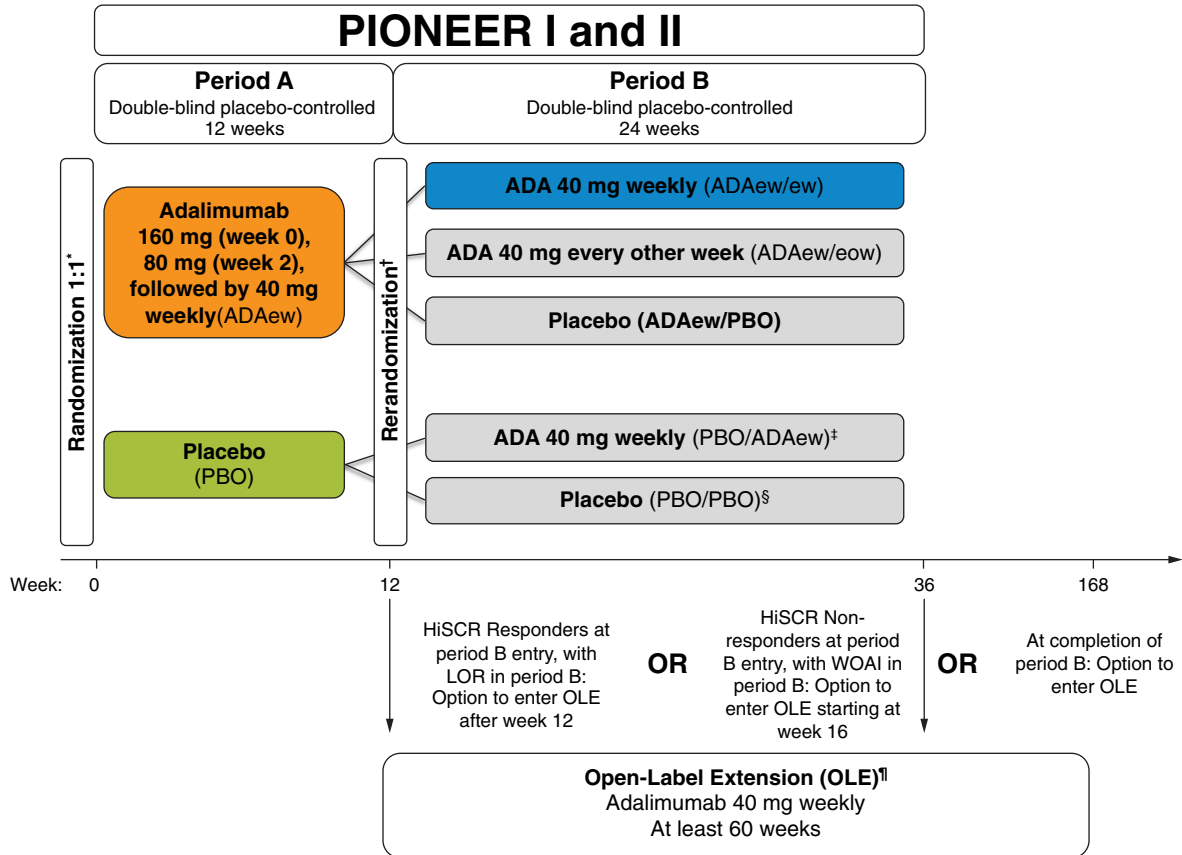 PIONEER I and II
Period A
Double-blind placebo-controlled
12 weeks
Period B
Double-blind placebo-controlled
24 weeks
Randomization 1:1*
Adalimumab
160 mg (week 0),
80 mg (week 2),
followed by 40 mg
weekly(ADAew)
Placebo
(PBO)
Rerandomization†
ADA 40 mg weekly (ADAew/ew)
ADA 40 mg every other week (ADAew/eow)
Placebo (ADAew/PBO)
ADA 40 mg weekly (PBO/ADAew)‡
Placebo (PBO/PBO)§
Week: 0 12 36 168
HiSCR Responders at
period B entry, with
LOR in period B:
Option to enter OLE
after week 12
OR
HiSCR Non-
responders at period
B entry, with WOAI in
period B: Option to
enter OLE starting at
week 16
OR
At completion of
period B: Option to
enter OLE
Open-Label Extension (OLE)¶
Adalimumab 40 mg weekly
At least 60 weeks